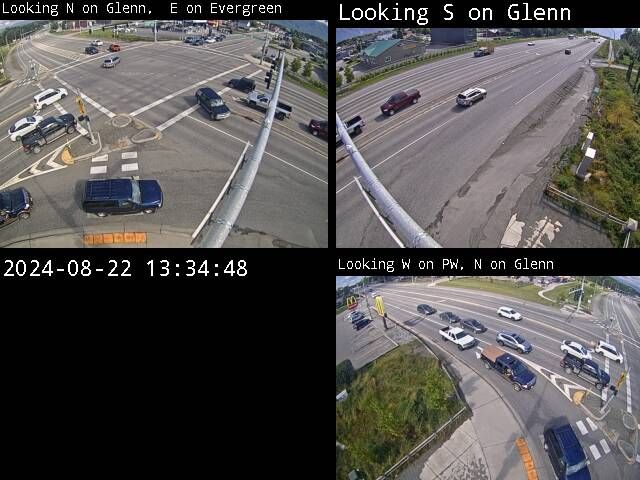 Looking N on Glenn, E on Evergreen
Looking S on Glenn
2024-08-22 13:34:48
Looking W on PW, N on Glenn